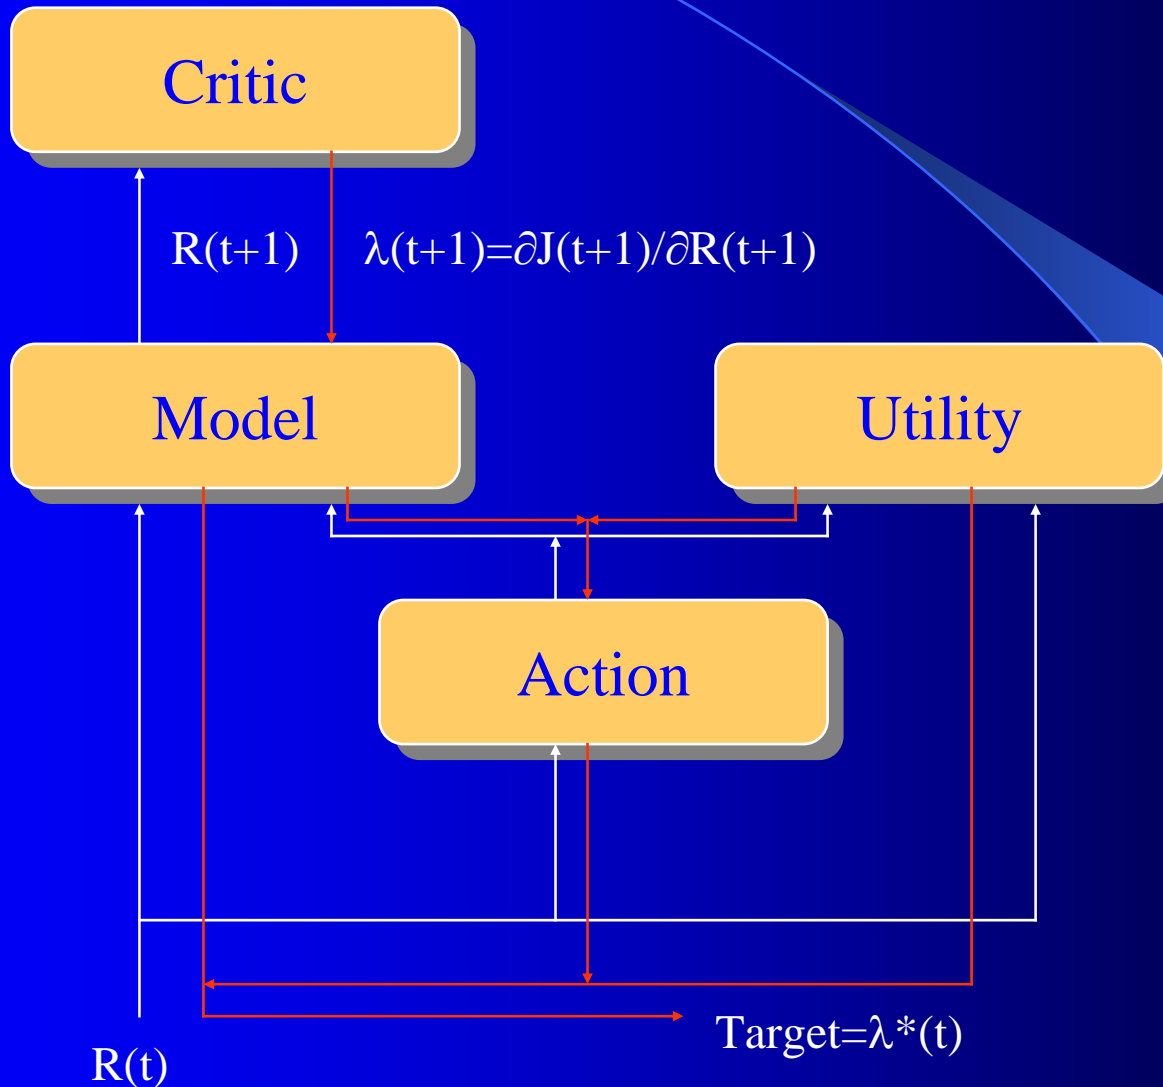 Critic
R(t+1) λ(t+1)=∂J(t+1)/∂R(t+1)
Model
Utility
Action
Target=λ*(t)
R(t)